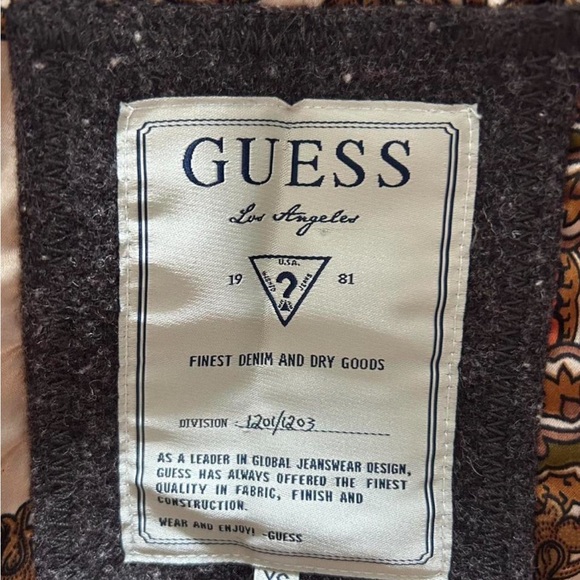 GUESS
Los Angeles
U.S.A.
?
19 81
FINEST DENIM AND DRY GOODS
DIVISION : 1201/1203
AS A LEADER IN GLOBAL JEANSWEAR DESIGN,
GUESS HAS ALWAYS OFFERED THE FINEST
QUALITY IN FABRIC, FINISH AND
CONSTRUCTION.
WEAR AND ENJOY! -GUESS
XS